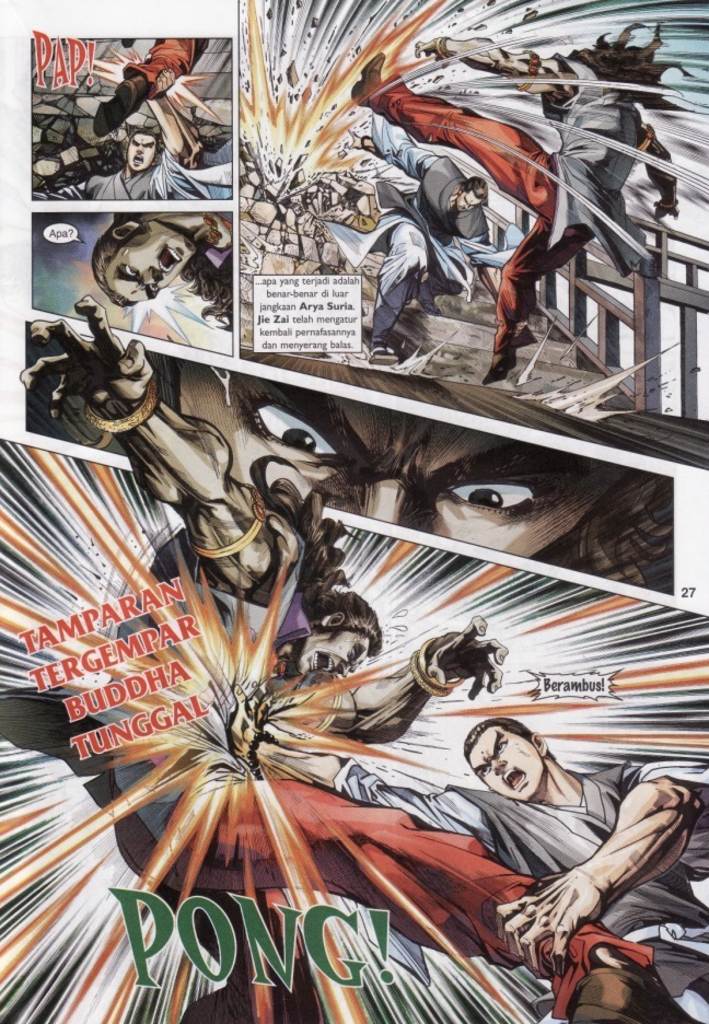 PAP!
Apa?
...apa yang terjadi adalah
benar-benar di luar
jangkaan Arya Suria.
Jie Zai telah mengatur
kembali pernafasannya
dan menyerang balas.
27
TAMPARAN
TERGEMPAR
BUDDHA
TUNGGAL
Berambus!
PONG!